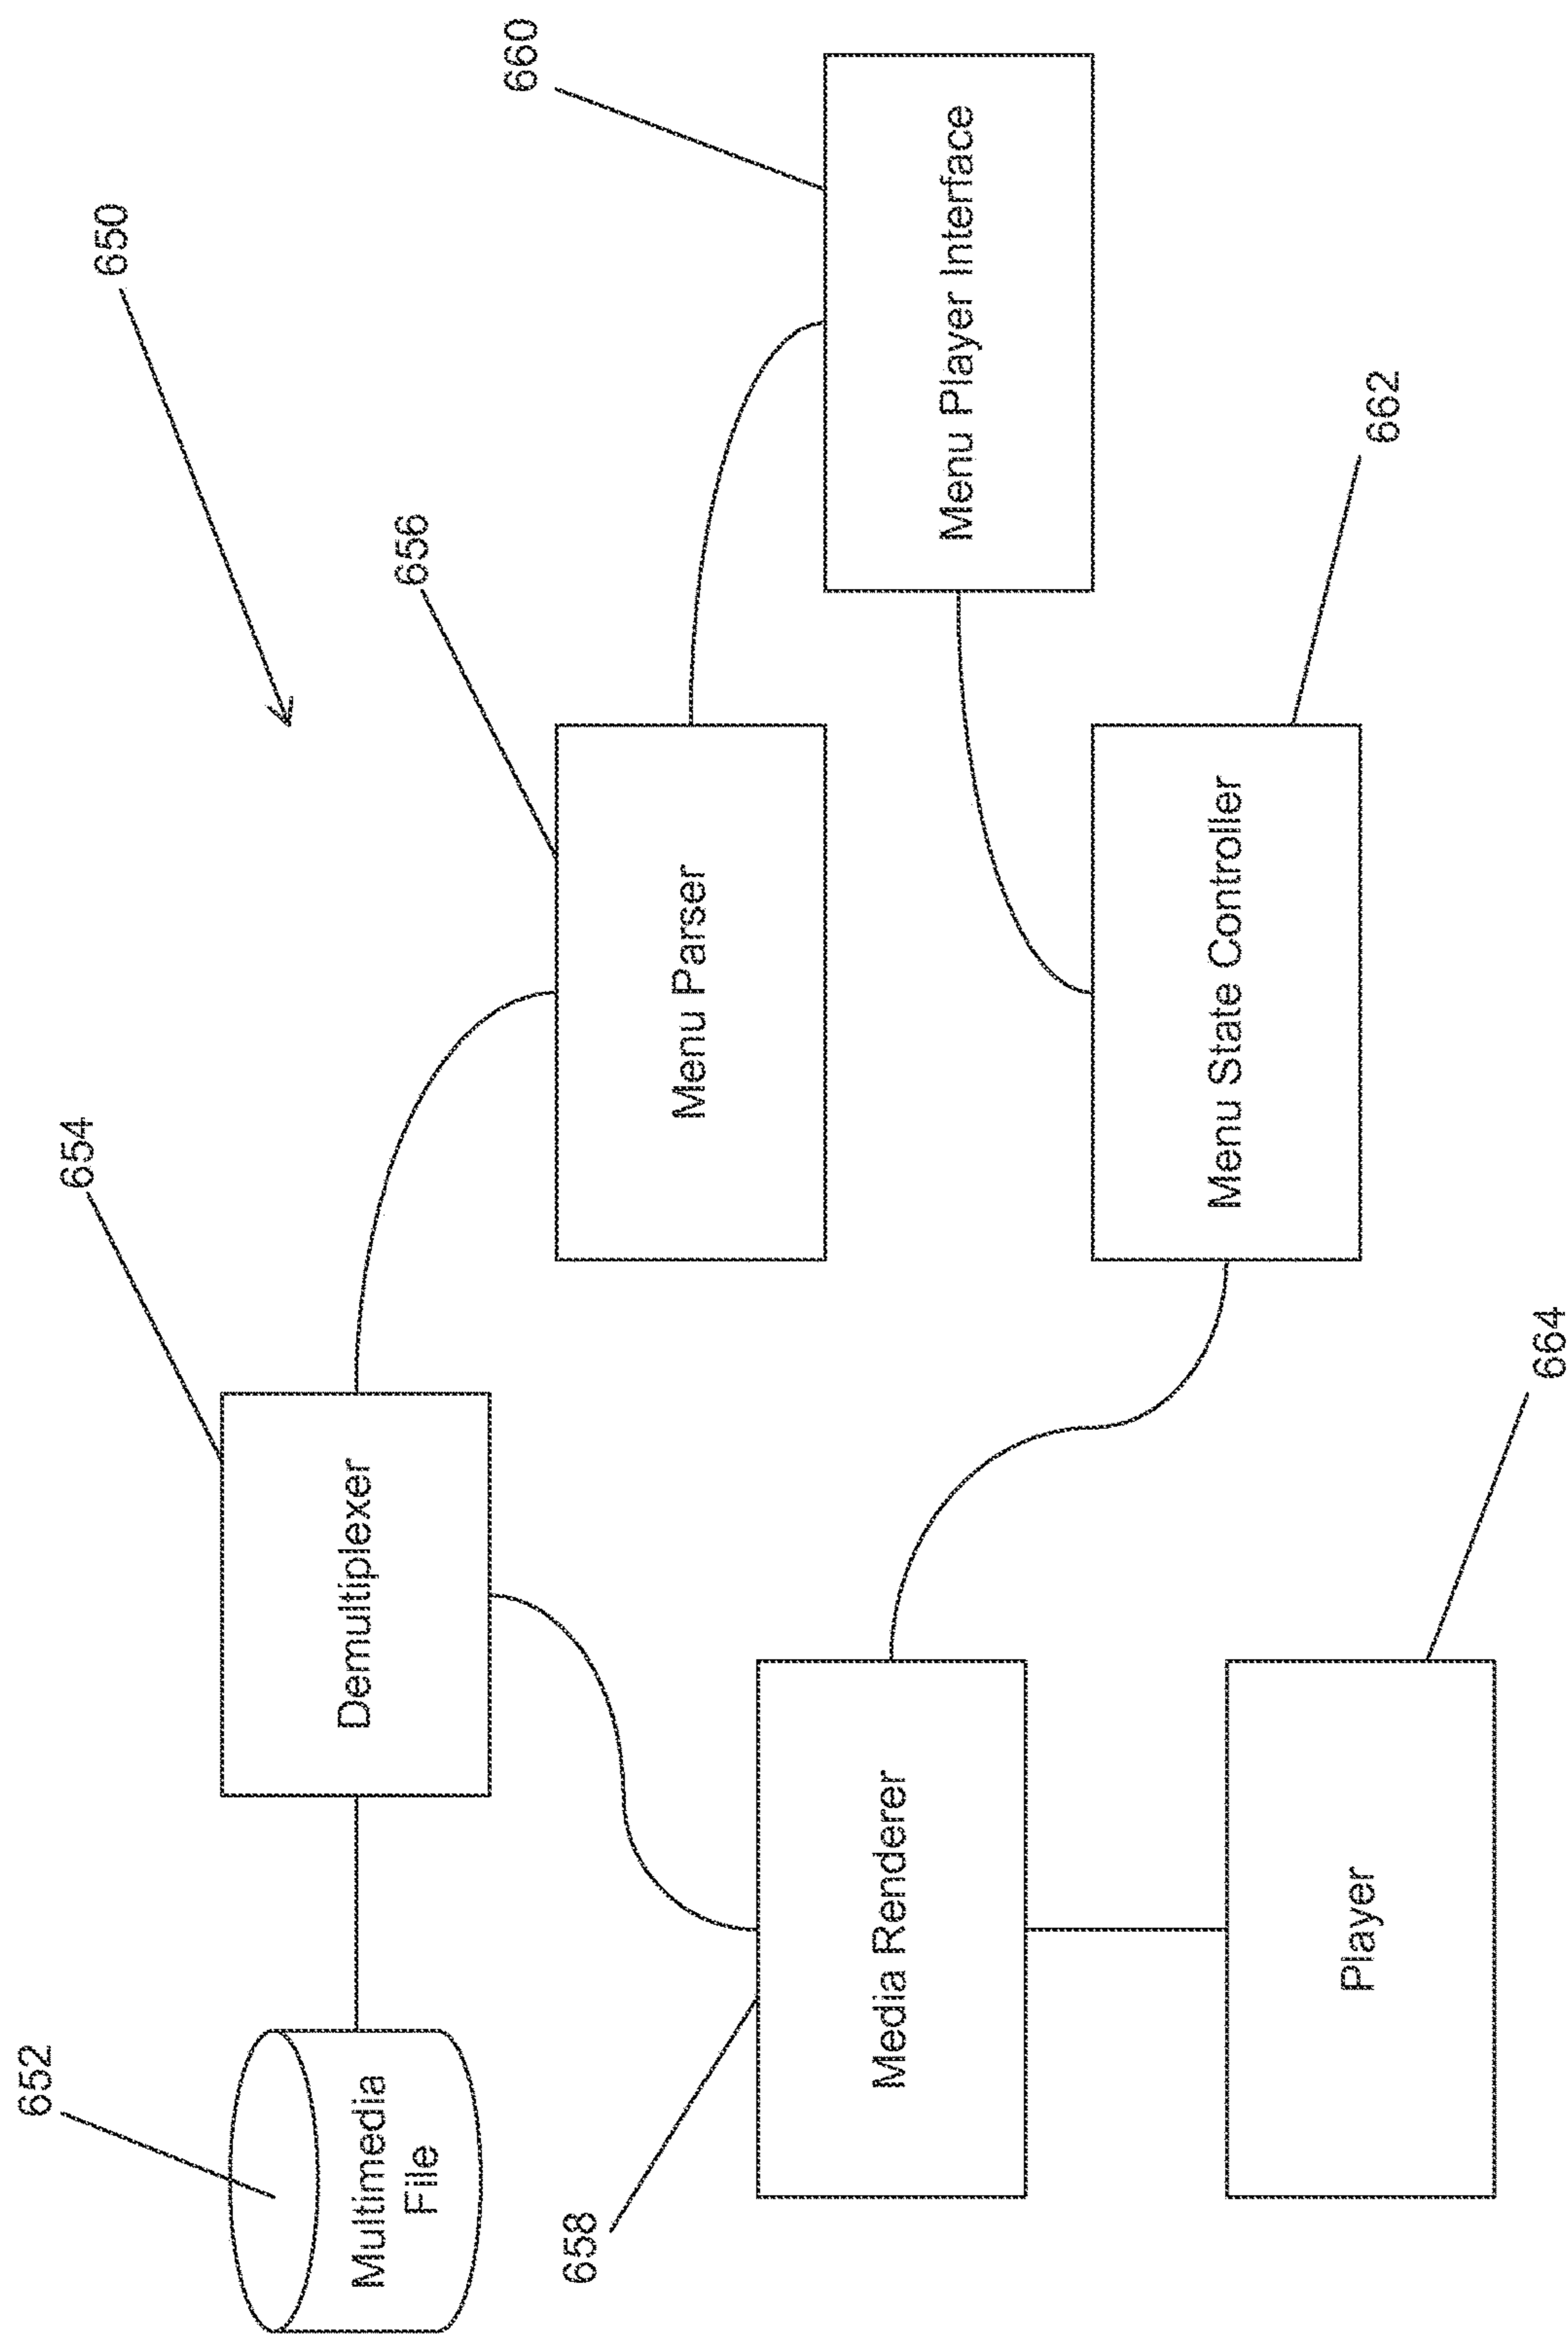 650
652
Multimedia
File
654
Demultiplexer
656
Menu Parser
658
Media Renderer
660
Menu Player Interface
662
Menu State Controller
664
Player